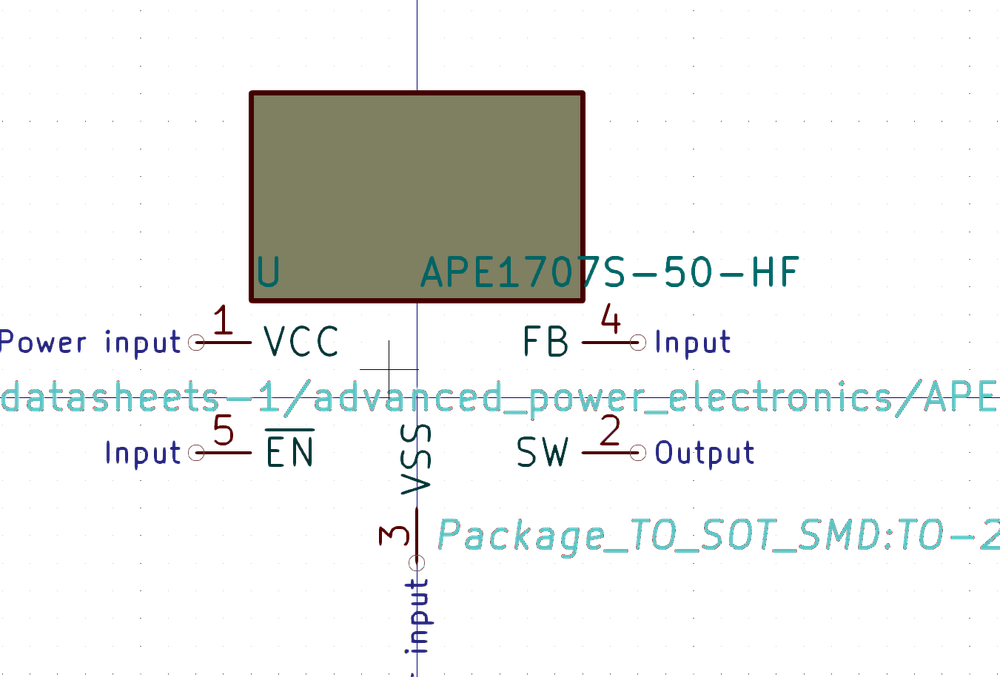 U APE1707S-50-HF
Power input 1 VCC FB 4 Input
datasheets-1/advanced_power_electronics/APE
Input 5 EN SW 2 Output
VSS
3 Package_TO_SOT_SMD:TO-2
input